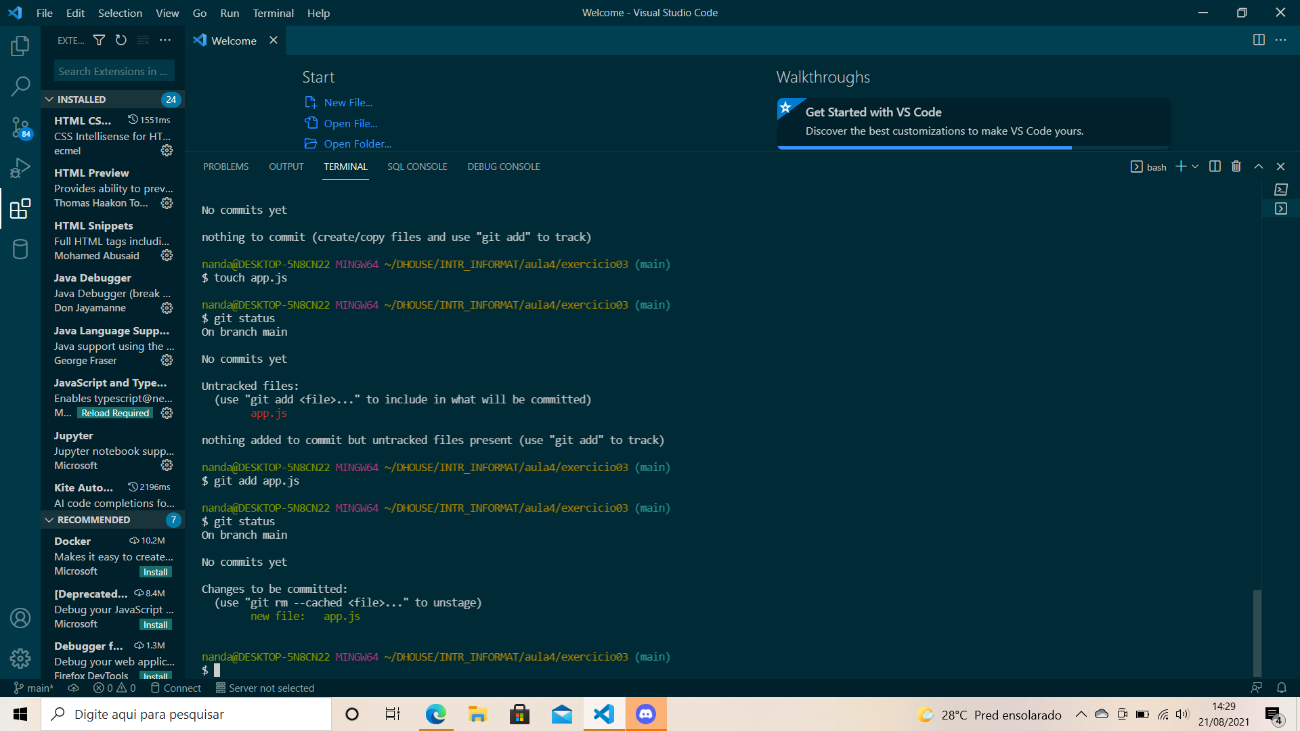 File Edit Selection View Go Run Terminal Help
Welcome - Visual Studio Code
EXTE...
Welcome
Search Extensions in ...
INSTALLED 24
HTML CS... 1551ms
CSS Intellisense for HT...
ecmel
HTML Preview
Provides ability to prev...
Thomas Haakon To...
HTML Snippets
Full HTML tags includi...
Mohamed Abusaid
Java Debugger
Java Debugger (break ...
Don Jayamanne
Java Language Supp...
Java support using the ...
George Fraser
JavaScript and Type...
Enables typescript@ne...
M... Reload Required
Jupyter
Jupyter notebook supp...
Microsoft
Kite Auto... 2196ms
AI code completions fo...
RECOMMENDED 7
Docker 10.2M
Makes it easy to create...
Microsoft Install
[Deprecated... 8.4M
Debug your JavaScript ...
Microsoft Install
Debugger f... 1.3M
Debug your web applic...
Firefox DevTools Install
84
Start
New File...
Open File...
Open Folder...
Walkthroughs
Get Started with VS Code
Discover the best customizations to make VS Code yours.
PROBLEMS OUTPUT TERMINAL SQL CONSOLE DEBUG CONSOLE
bash
No commits yet
nothing to commit (create/copy files and use "git add" to track)
nanda@DESKTOP-5N8CN22 MINGW64 ~/DHOUSE/INTR_INFORMAT/aula4/exercicio03 (main)
$ touch app.js
nanda@DESKTOP-5N8CN22 MINGW64 ~/DHOUSE/INTR_INFORMAT/aula4/exercicio03 (main)
$ git status
On branch main
No commits yet
Untracked files:
(use "git add <file>..." to include in what will be committed)
app.js
nothing added to commit but untracked files present (use "git add" to track)
nanda@DESKTOP-5N8CN22 MINGW64 ~/DHOUSE/INTR_INFORMAT/aula4/exercicio03 (main)
$ git add app.js
nanda@DESKTOP-5N8CN22 MINGW64 ~/DHOUSE/INTR_INFORMAT/aula4/exercicio03 (main)
$ git status
On branch main
No commits yet
Changes to be committed:
(use "git rm --cached <file>..." to unstage)
new file: app.js
nanda@DESKTOP-5N8CN22 MINGW64 ~/DHOUSE/INTR_INFORMAT/aula4/exercicio03 (main)
$
main* 0 0 Connect Server not selected
Digite aqui para pesquisar
28°C Pred ensolarado
14:29
21/08/2021
4